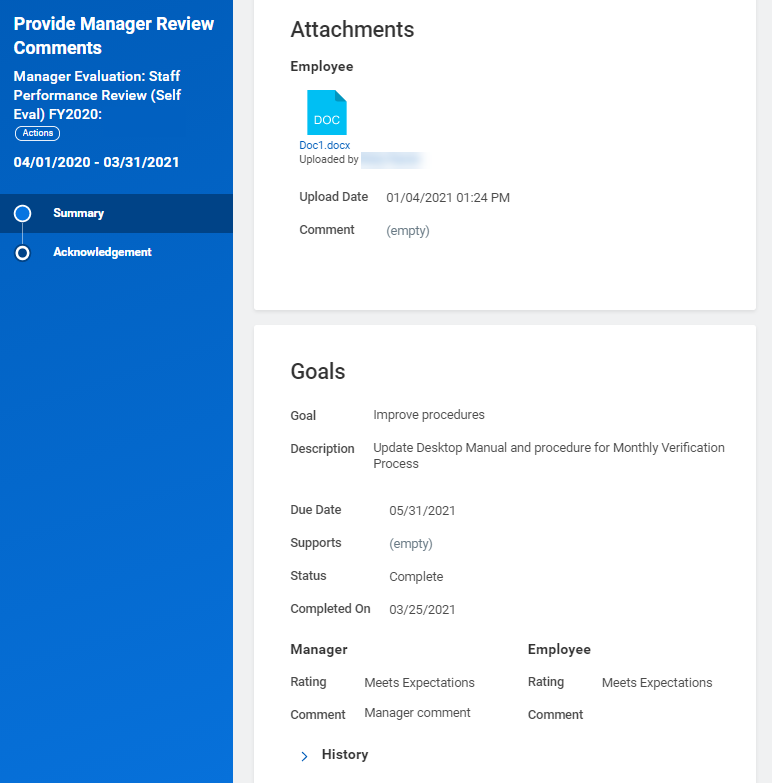 Provide Manager Review
Comments
Manager Evaluation: Staff
Performance Review (Self
Eval) FY2020:
Actions
04/01/2020 - 03/31/2021
Summary
Acknowledgement
Attachments
Employee
DOC
Doc1.docx
Uploaded by
Upload Date 01/04/2021 01:24 PM
Comment (empty)
Goals
Goal Improve procedures
Description Update Desktop Manual and procedure for Monthly Verification
Process
Due Date 05/31/2021
Supports (empty)
Status Complete
Completed On 03/25/2021
Manager Employee
Rating Meets Expectations Rating Meets Expectations
Comment Manager comment Comment
History